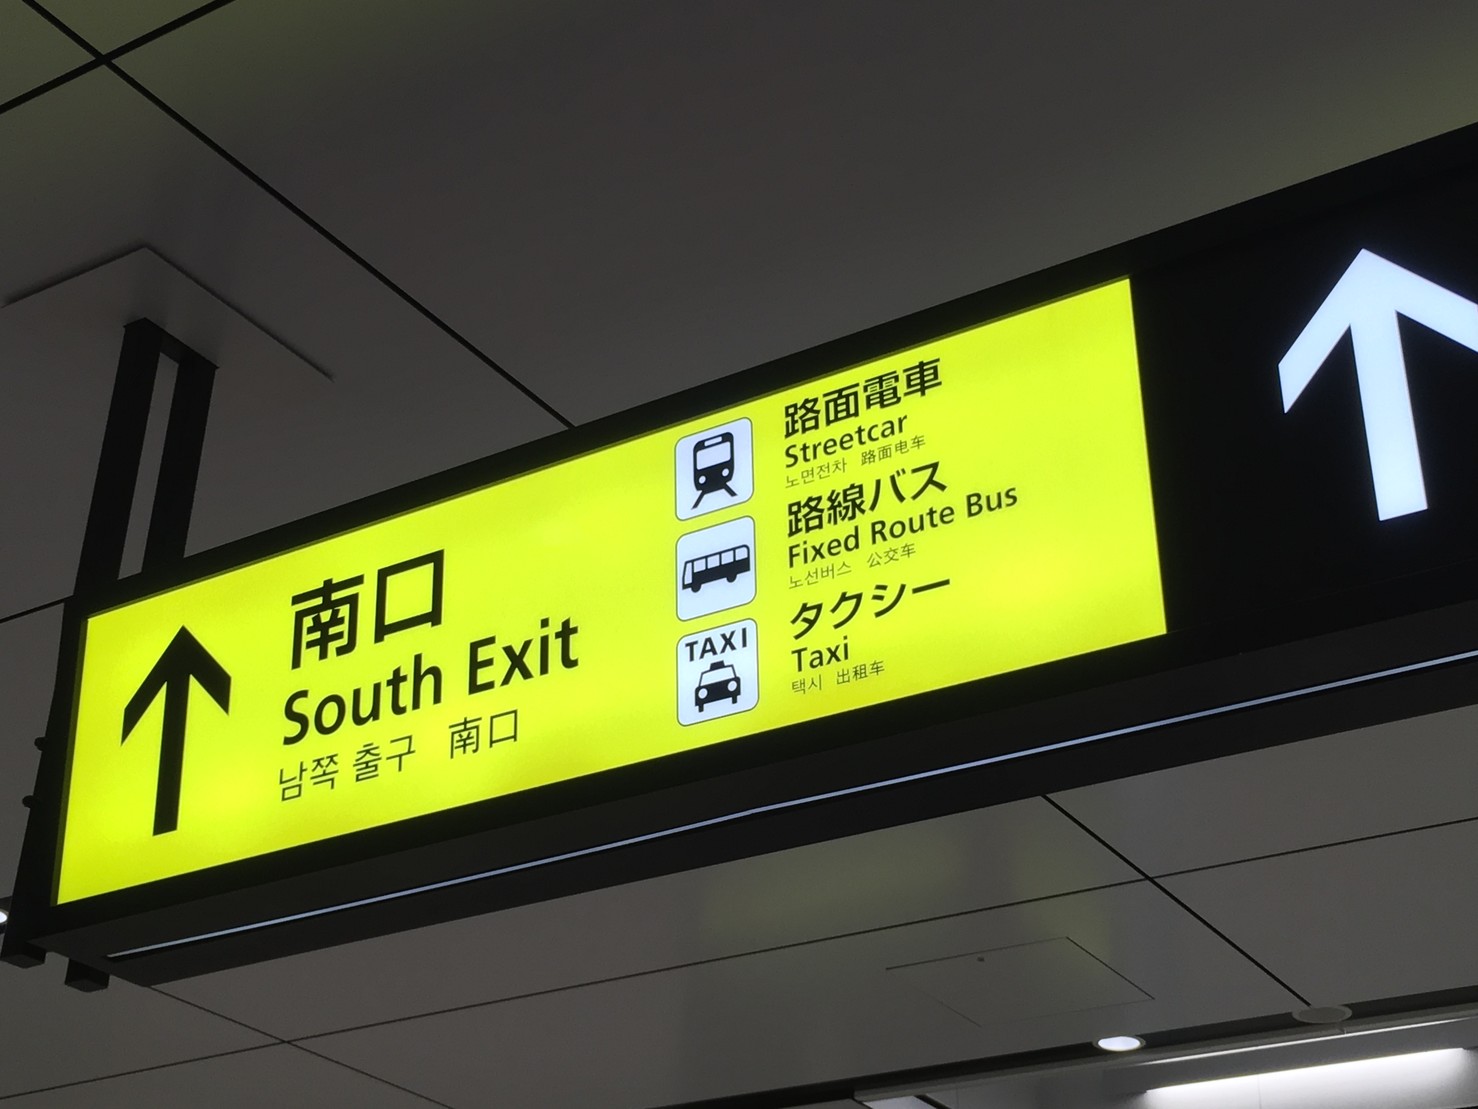 南口
South Exit
남쪽 출구 南口
路面電車
Streetcar
노면전차 路面电车
路線バス
Fixed Route Bus
노선버스 公交车
TAXI
タクシー
Taxi
택시 出租车